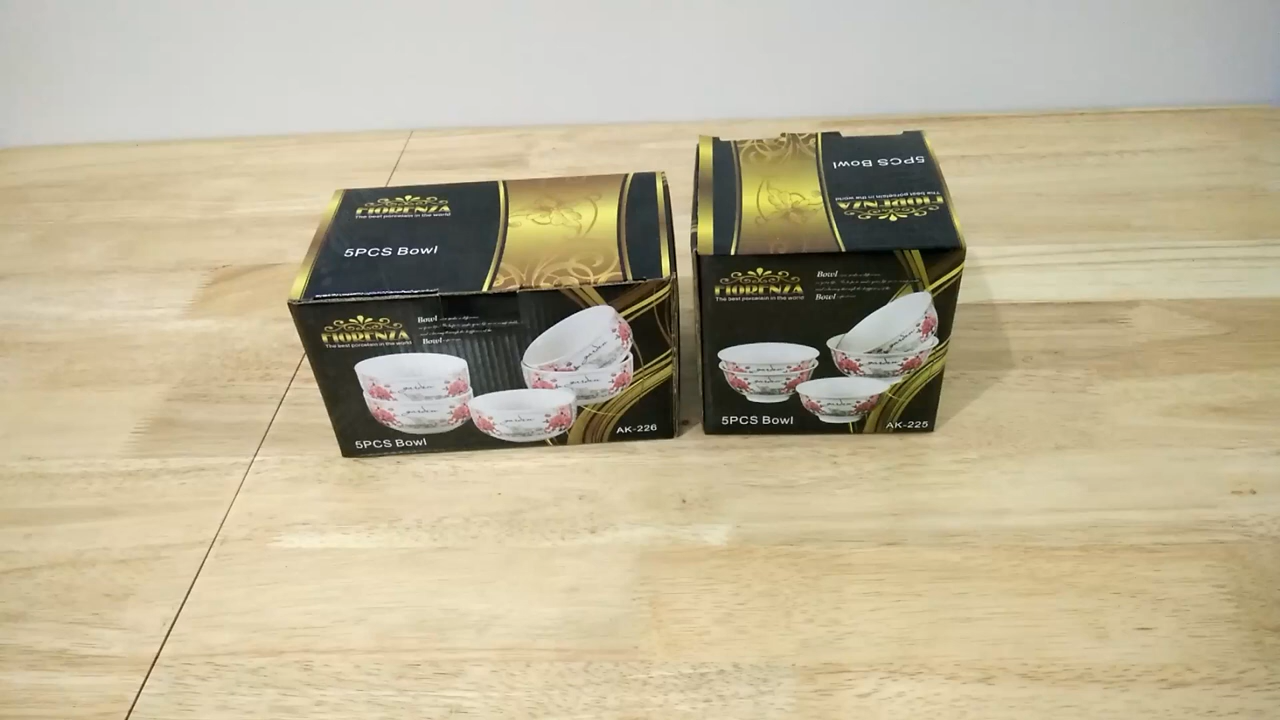 FIORENZA
The best porcelain in the world
5PCS Bowl
FIORENZA
The best porcelain in the world
Bowl
Bowl
5PCS Bowl
AK-226
5PCS Bowl
The best porcelain in the world
FIORENZA
FIORENZA
The best porcelain in the world
Bowl
Bowl
5PCS Bowl
AK-225